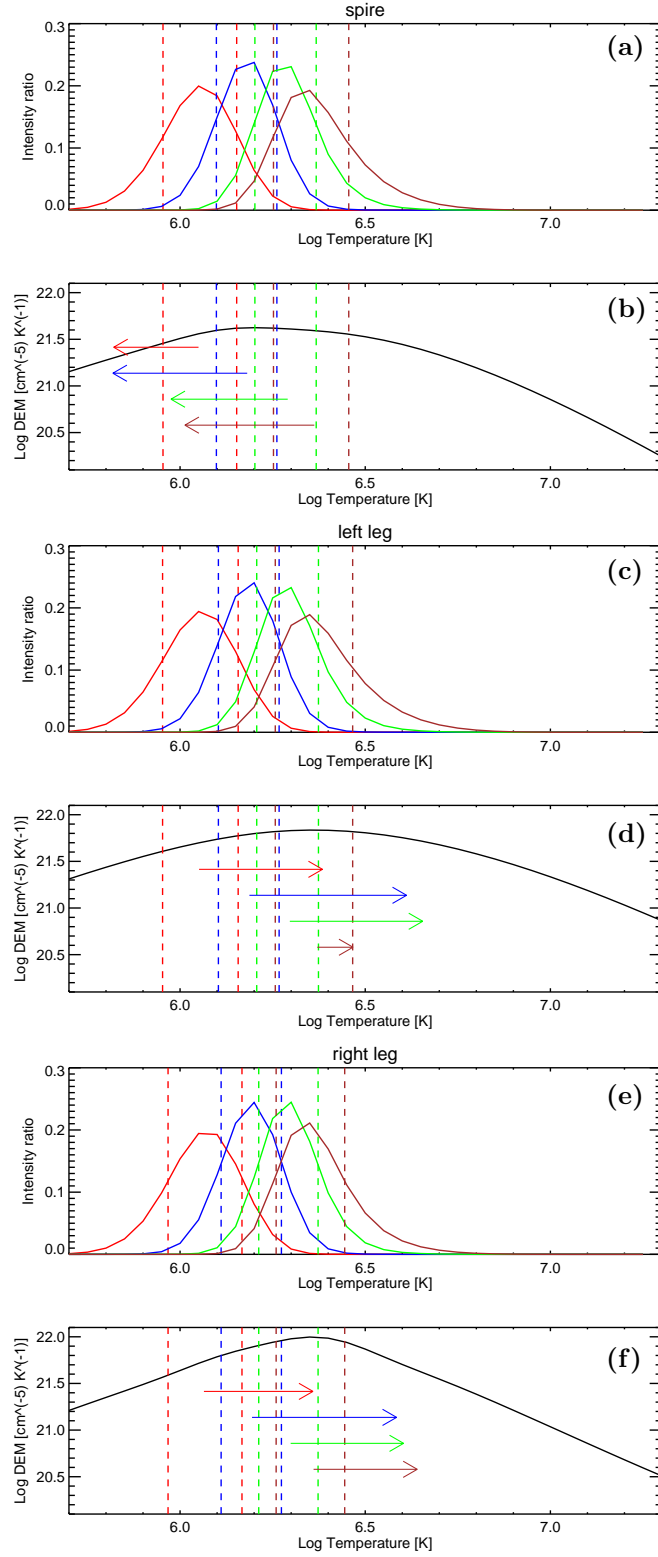 spire
(a)
0.3
0.2
0.1
0.0
Intensity ratio
6.0 6.5 7.0
Log Temperature [K]
(b)
22.0
21.5
21.0
20.5
Log DEM [cm^(-5) K^(-1)]
6.0 6.5 7.0
Log Temperature [K]
left leg
(c)
0.3
0.2
0.1
0.0
Intensity ratio
6.0 6.5 7.0
Log Temperature [K]
(d)
22.0
21.5
21.0
20.5
Log DEM [cm^(-5) K^(-1)]
6.0 6.5 7.0
Log Temperature [K]
right leg
(e)
0.3
0.2
0.1
0.0
Intensity ratio
6.0 6.5 7.0
Log Temperature [K]
(f)
22.0
21.5
21.0
20.5
Log DEM [cm^(-5) K^(-1)]
6.0 6.5 7.0
Log Temperature [K]